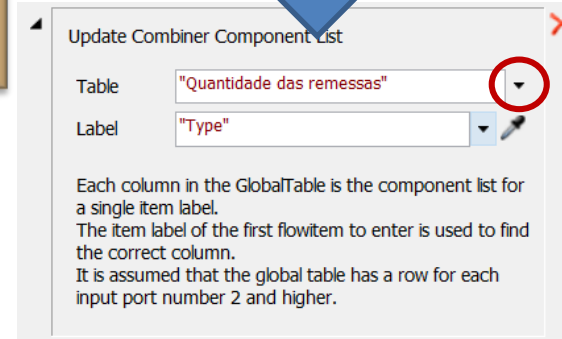 Update Combiner Component List
Table "Quantidade das remessas"
Label "Type"
Each column in the GlobalTable is the component list for
a single item label.
The item label of the first flowitem to enter is used to find
the correct column.
It is assumed that the global table has a row for each
input port number 2 and higher.